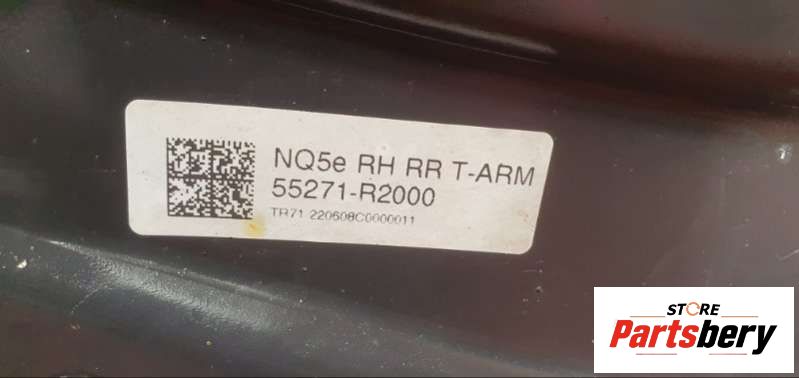 NQ5e RH RR T-ARM
55271-R2000
TR71 220608C0000011
STORE
Partsbery